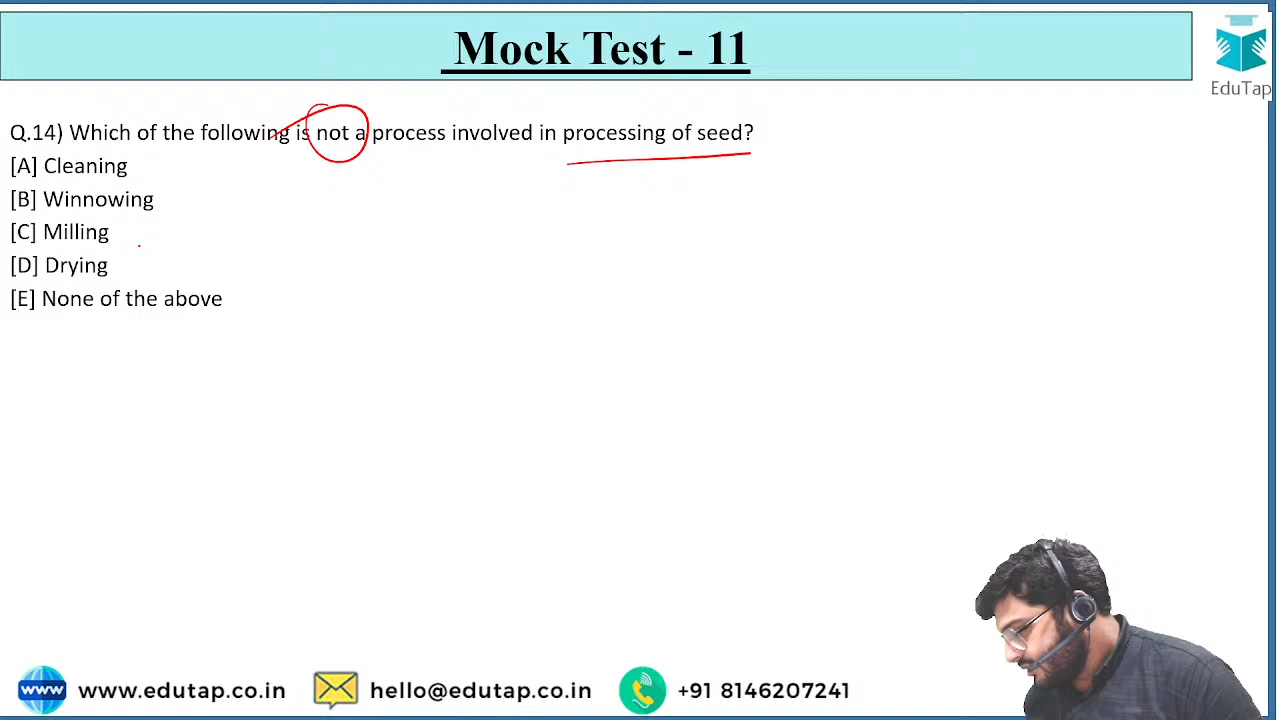 Mock Test - 11
EduTap
Q.14) Which of the following is not a process involved in processing of seed?
[A] Cleaning
[B] Winnowing
[C] Milling
[D] Drying
[E] None of the above
www www.edutap.co.in hello@edutap.co.in +91 8146207241